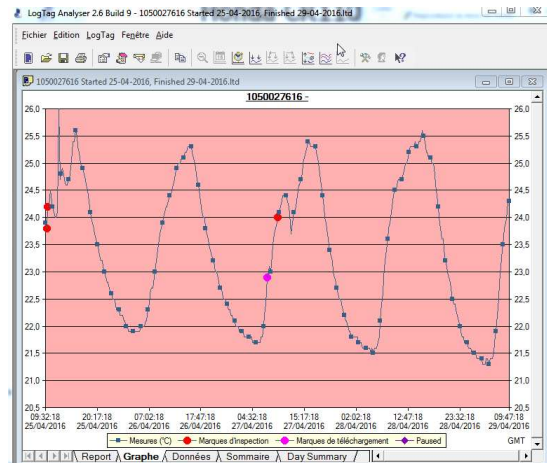 LogTag Analyser 2.6 Build 9 - 1050027616 Started 25-04-2016, Finished 29-04-2016.ltd
Fichier Edition LogTag Fenêtre Aide
1050027616 Started 25-04-2016, Finished 29-04-2016.ltd
1050027616 -
26,0 26,0
25,5 25,5
25,0 25,0
24,5 24,5
24,0 24,0
23,5 23,5
23,0 23,0
22,5 22,5
22,0 22,0
21,5 21,5
21,0 21,0
20,5 20,5
09:32:18 20:17:18 07:02:18 17:47:18 04:32:18 15:17:18 02:02:18 12:47:18 23:32:18 09:47:18
25/04/2016 25/04/2016 26/04/2016 26/04/2016 27/04/2016 27/04/2016 28/04/2016 28/04/2016 28/04/2016 29/04/2016
Mesures (°C) Marques d'inspection Marques de téléchargement Paused GMT
Report Graphe Données Sommaire Day Summary